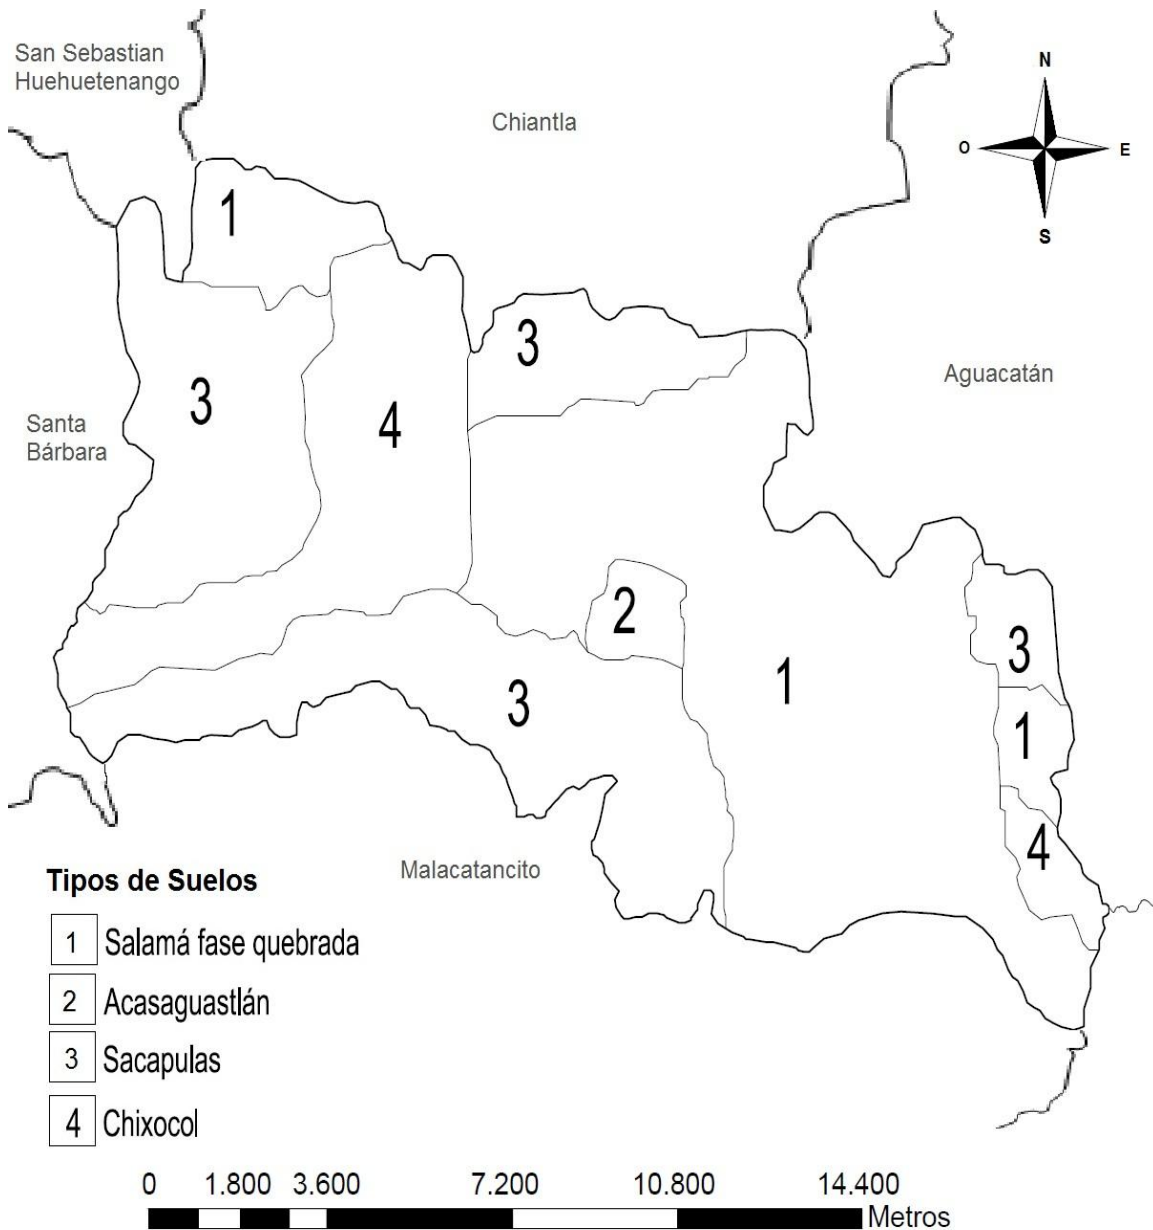 San Sebastian
Huehuetenango
Chiantla
N
O
E
S
1
3
3
4
Aguacatán
Santa
Bárbara
2
3
1
3
1
4
Malacatancito
Tipos de Suelos
1 Salamá fase quebrada
2 Acasaguastlán
3 Sacapulas
4 Chixocol
0 1.800 3.600 7.200 10.800 14.400
Metros